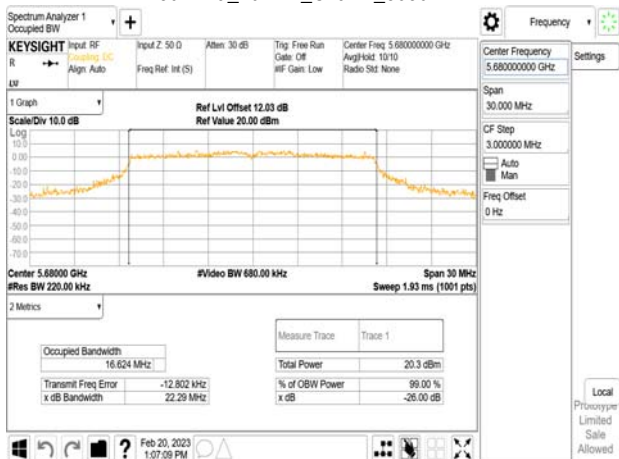 Spectrum Analyzer 1
Occupied BW
Frequency
KEYSIGHT
Input: RF
Coupling: DC
Align: Auto
Input Z: 50 Ω
Freq Ref: Int (S)
Atten: 30 dB
Trig: Free Run
Gate: Off
#IF Gain: Low
Center Freq: 5.680000000 GHz
Avg|Hold: 10/10
Radio Std: None
R
LXI
Center Frequency
5.680000000 GHz
Settings
Span
30.000 MHz
CF Step
3.000000 MHz
Auto
Man
Freq Offset
0 Hz
1 Graph
Scale/Div 10.0 dB
Ref Lvl Offset 12.03 dB
Ref Value 20.00 dBm
Log
10.0
0.00
-10.0
-20.0
-30.0
-40.0
-50.0
-60.0
-70.0
Center 5.68000 GHz
#Res BW 220.00 kHz
#Video BW 680.00 kHz
Span 30 MHz
Sweep 1.93 ms (1001 pts)
2 Metrics
Measure Trace Trace 1
Occupied Bandwidth
16.624 MHz
Total Power 20.3 dBm
Transmit Freq Error -12.802 kHz
% of OBW Power 99.00 %
x dB Bandwidth 22.29 MHz
x dB -26.00 dB
Local
Prototype
Limited
Sale
Allowed
?
Feb 20, 2023
1:07:09 PM